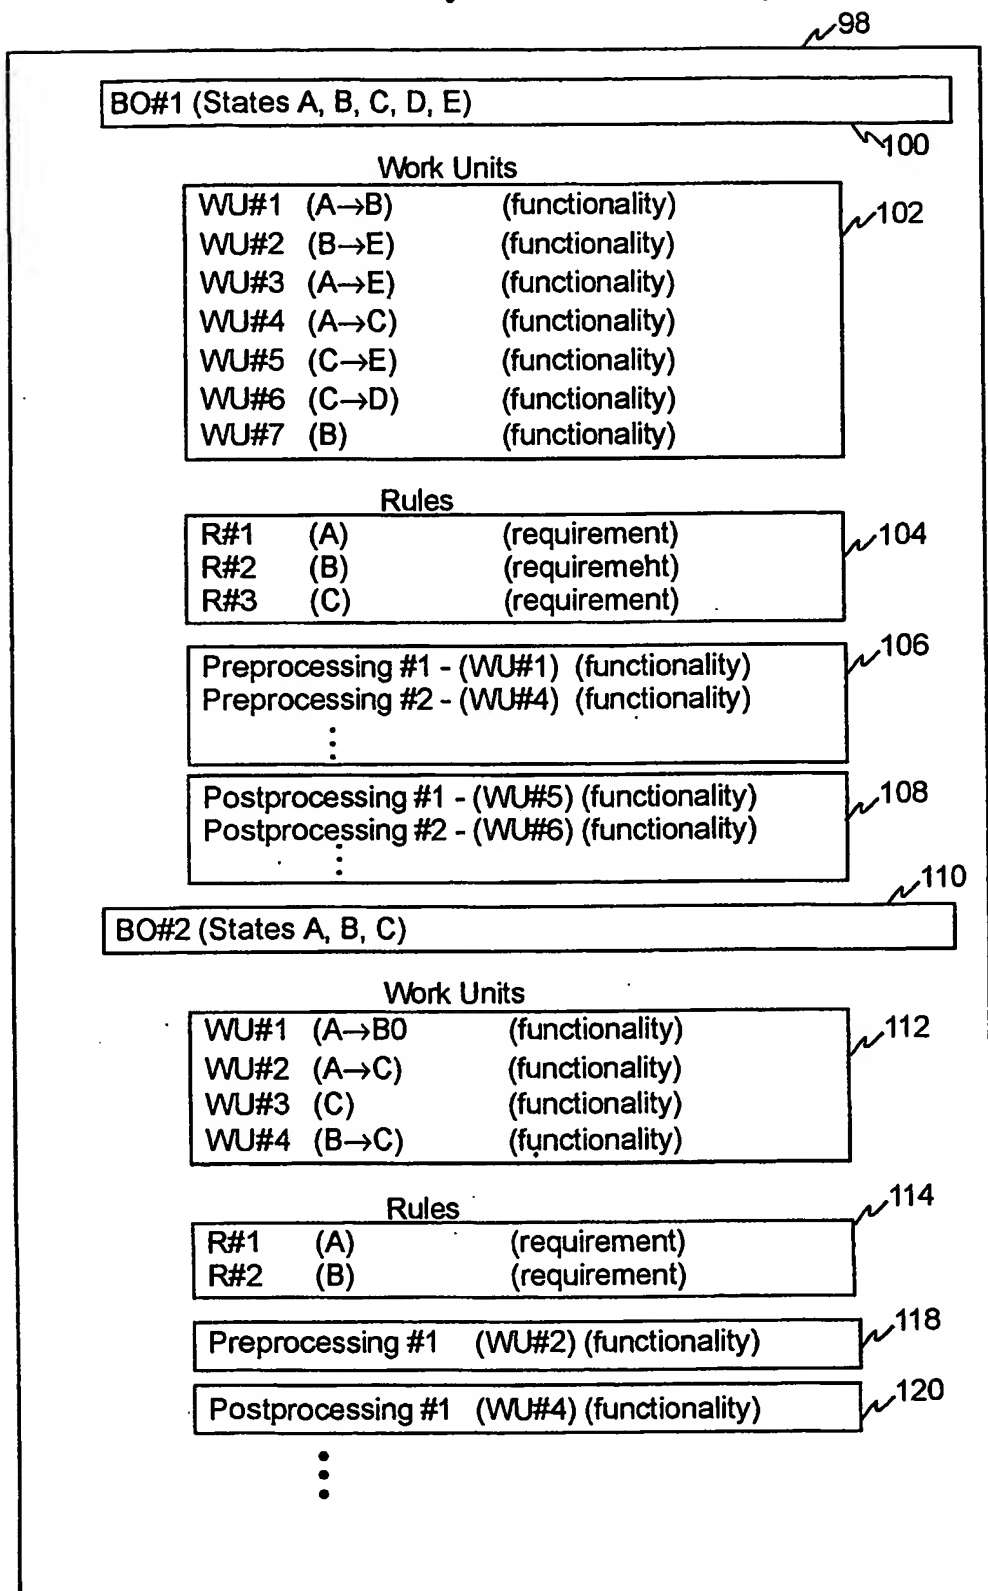 98
BO#1 (States A, B, C, D, E)
100
Work Units
WU#1 (A→B) (functionality)
102
WU#2 (B→E) (functionality)
WU#3 (A→E) (functionality)
WU#4 (A→C) (functionality)
WU#5 (C→E) (functionality)
WU#6 (C→D) (functionality)
WU#7 (B) (functionality)
Rules
R#1 (A) (requirement)
104
R#2 (B) (requirement)
R#3 (C) (requirement)
106
Preprocessing #1 - (WU#1) (functionality)
Preprocessing #2 - (WU#4) (functionality)
Postprocessing #1 - (WU#5) (functionality)
108
Postprocessing #2 - (WU#6) (functionality)
110
BO#2 (States A, B, C)
Work Units
WU#1 (A→B0 (functionality)
112
WU#2 (A→C) (functionality)
WU#3 (C) (functionality)
WU#4 (B→C) (functionality)
Rules
114
R#1 (A) (requirement)
R#2 (B) (requirement)
Preprocessing #1 (WU#2) (functionality)
118
Postprocessing #1 (WU#4) (functionality)
120